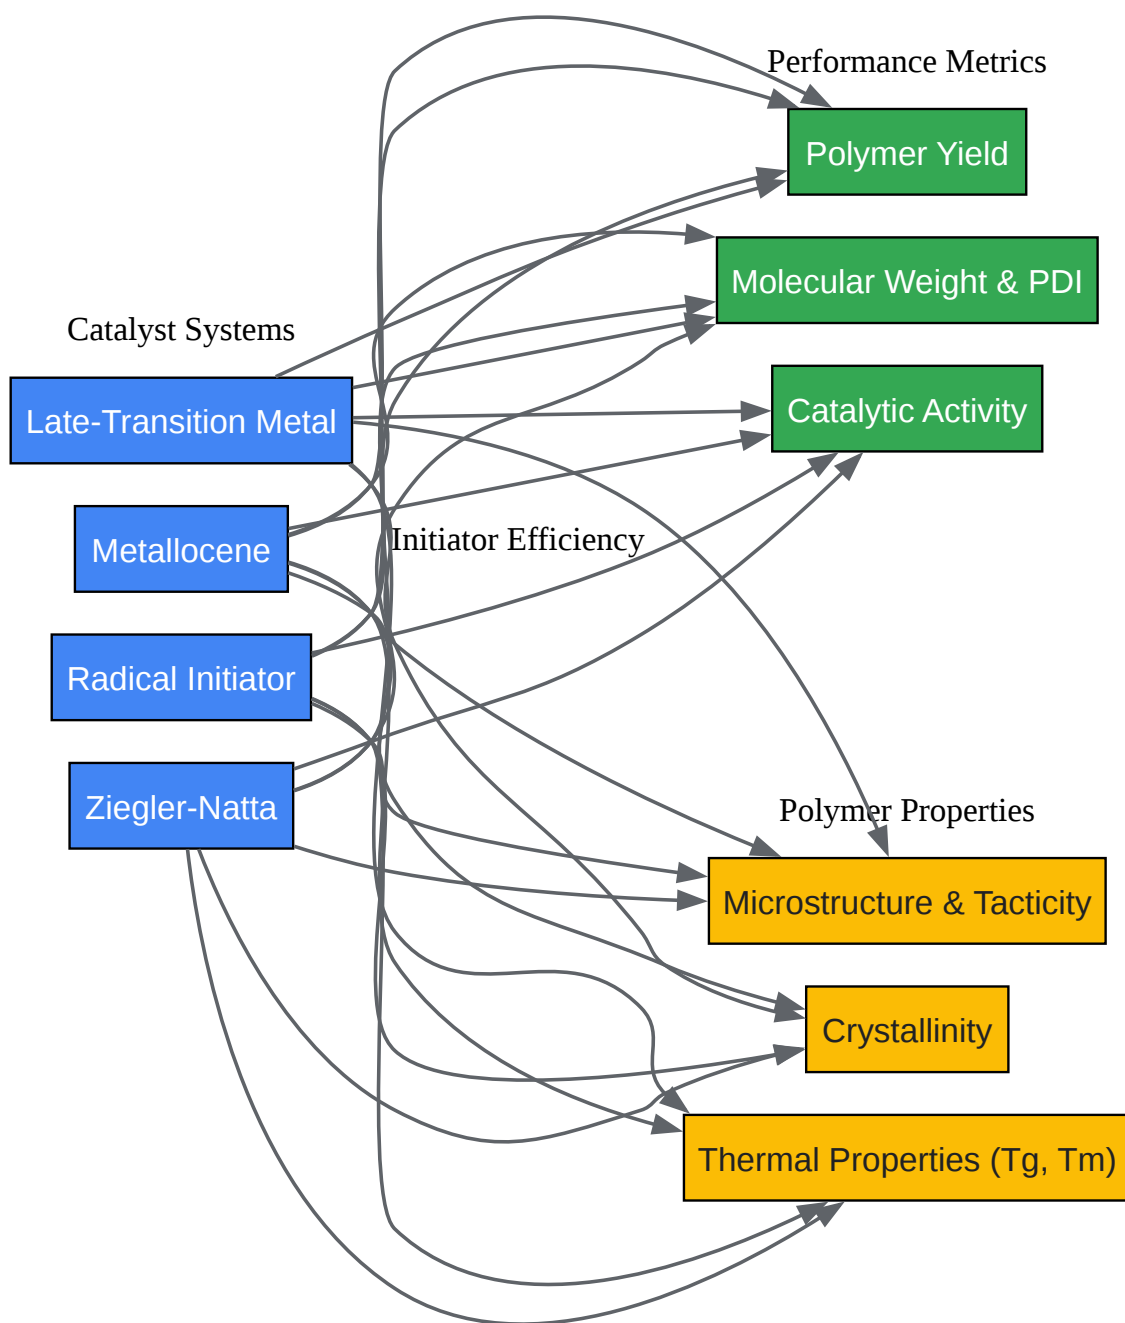 Performance Metrics
Polymer Yield
Molecular Weight & PDI
Catalyst Systems
Catalytic Activity
Late-Transition Metal
Metallocene
Initiator Efficiency
Radical Initiator
Ziegler-Natta
Polymer Properties
Microstructure & Tacticity
Crystallinity
Thermal Properties (Tg, Tm)